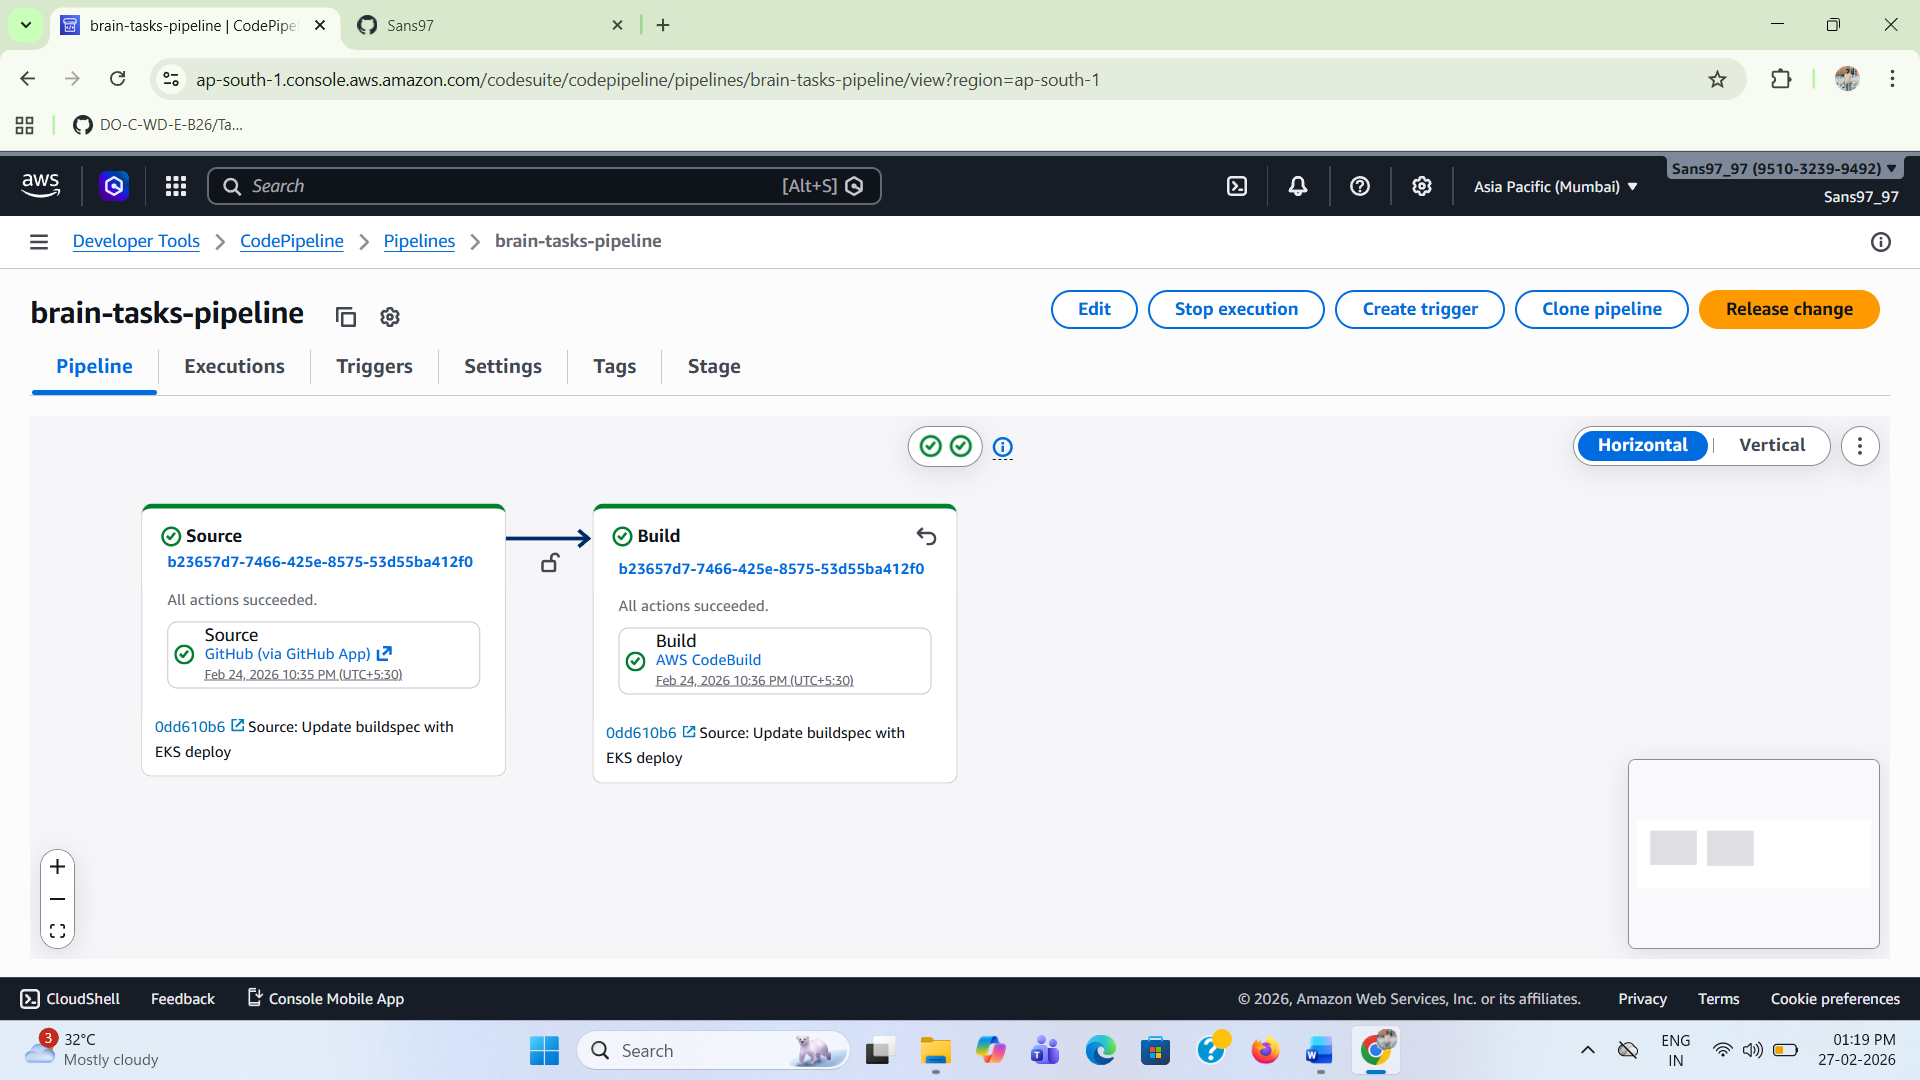 brain-tasks-pipeline | CodePipel
Sans97
ap-south-1.console.aws.amazon.com/codesuite/codepipeline/pipelines/brain-tasks-pipeline/view?region=ap-south-1
DO-C-WD-E-B26/Ta...
aws
Search
[Alt+S]
Asia Pacific (Mumbai)
Sans97_97 (9510-3239-9492)
Sans97_97
Developer Tools
CodePipeline
Pipelines
brain-tasks-pipeline
brain-tasks-pipeline
Edit
Stop execution
Create trigger
Clone pipeline
Release change
Pipeline
Executions
Triggers
Settings
Tags
Stage
Horizontal
Vertical
Source
b23657d7-7466-425e-8575-53d55ba412f0
All actions succeeded.
Source
GitHub (via GitHub App)
Feb 24, 2026 10:35 PM (UTC+5:30)
0dd610b6 Source: Update buildspec with
EKS deploy
Build
b23657d7-7466-425e-8575-53d55ba412f0
All actions succeeded.
Build
AWS CodeBuild
Feb 24, 2026 10:36 PM (UTC+5:30)
0dd610b6 Source: Update buildspec with
EKS deploy
CloudShell
Feedback
Console Mobile App
© 2026, Amazon Web Services, Inc. or its affiliates.
Privacy
Terms
Cookie preferences
3
32°C
Mostly cloudy
Search
ENG
IN
01:19 PM
27-02-2026